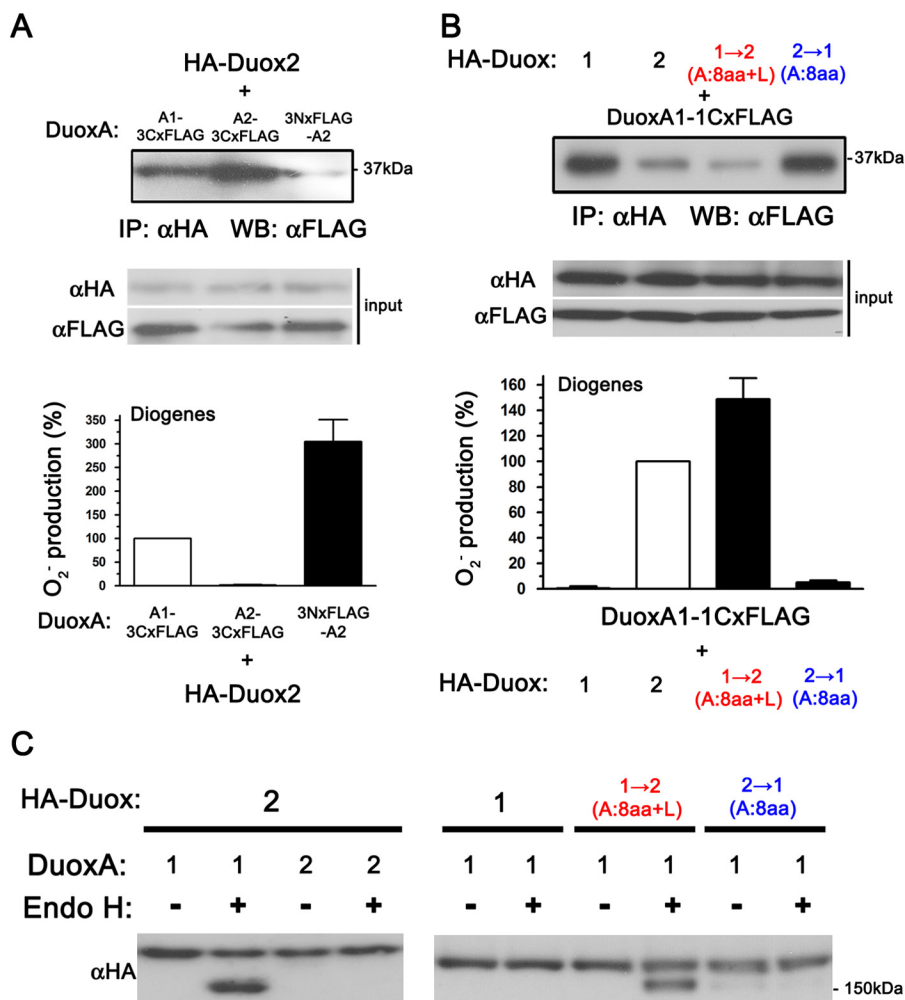 A
HA-Duox2
+
DuoxA: A1-3CxFLAG A2-3CxFLAG 3NxFLAG-A2
- 37kDa
IP: αHA WB: αFLAG
αHA
αFLAG
input
Diogenes
O2- production (%)
350
300
250
200
150
100
50
0
DuoxA: A1-3CxFLAG A2-3CxFLAG 3NxFLAG-A2
+
HA-Duox2
B
HA-Duox: 1 2 1→2 (A:8aa+L) 2→1 (A:8aa)
+
DuoxA1-1CxFLAG
-37kDa
IP: αHA WB: αFLAG
αHA
αFLAG
input
Diogenes
O2- production (%)
160
140
120
100
80
60
40
20
0
DuoxA1-1CxFLAG
+
HA-Duox: 1 2 1→2 (A:8aa+L) 2→1 (A:8aa)
C
HA-Duox: 2 1 1→2 (A:8aa+L) 2→1 (A:8aa)
DuoxA: 1 1 2 2 1 1 1 1 1 1
Endo H: - + - + - + - + - +
αHA
- 150kDa